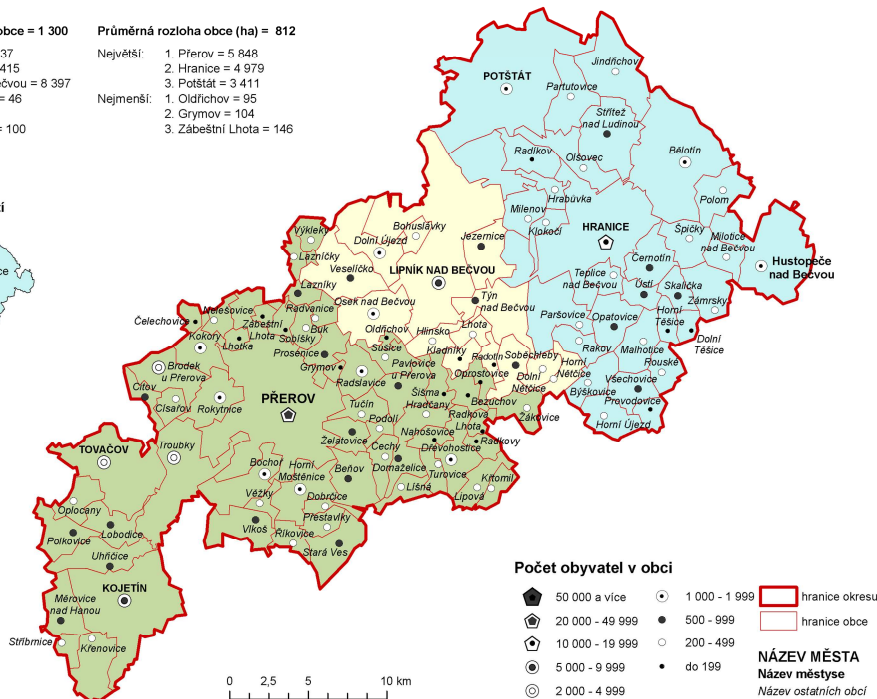 obce = 1 300
37
415
ečvou = 8 397
= 46
= 100
Průměrná rozloha obce (ha) = 812
Největší: 1. Přerov = 5 848
2. Hranice = 4 979
3. Potštát = 3 411
Nejmenší: 1. Oldřichov = 95
2. Grymov = 104
3. Zábeštní Lhota = 146
Jindřichov
POTŠTÁT
Partutovice
Střítež
nad Ludinou
Radíkov
Olšovec
Bělotín
Polom
Hrabůvka
Milenov
Klokočí
HRANICE
Špičky
Milotice
nad Bečvou
Hustopeče
nad Bečvou
Černotín
Teplice
nad Bečvou
Ústí
Skalička
Zámrsky
Horní
Těšice
Dolní
Těšice
Paršovice
Opatovice
Rakov
Malhotice
Rouské
Všechovice
Býškovice
Provodovice
Horní Újezd
Výkleky
Bohuslávky
Dolní Újezd
Jezernice
Lazníčky
Veselíčko
LIPNÍK NAD BEČVOU
Lazníky
Osek nad Bečvou
Týn
nad Bečvou
Hlinsko
Lhota
Kladníky
Radotín
Soběchleby
Horní
Nětčice
Dolní
Nětčice
Žákovice
Oldřichov
Sušice
Radvanice
Buk
Sobíšky
Zábeštní
Lhota
Lhotka
Nelešovice
Čelechovice
Kokory
Prosenice
Grymov
Radslavice
Pavlovice
u Přerova
Oprostovice
Bezuchov
Šišma
Hradčany
Radkova
Lhota
Radkovy
Brodek
u Přerova
Citov
Císařov
Rokytnice
PŘEROV
Tučín
Podolí
Nahošovice
Želatovice
Čechy
Domaželice
Dřevohostice
Turovice
Křtomil
Lipová
Líšná
TOVAČOV
Troubky
Bochoř
Horní
Moštěnice
Beňov
Dobrčice
Věžky
Přestavlky
Vlkoš
Říkovice
Stará Ves
Oplocany
Lobodice
Polkovice
Uhřičice
KOJETÍN
Měrovice
nad Hanou
Stříbrnice
Křenovice
0 2,5 5 10 km
Počet obyvatel v obci
50 000 a více
20 000 - 49 999
10 000 - 19 999
5 000 - 9 999
2 000 - 4 999
1 000 - 1 999
500 - 999
200 - 499
do 199
hranice okresu
hranice obce
NÁZEV MĚSTA
Název městyse
Název ostatních obcí